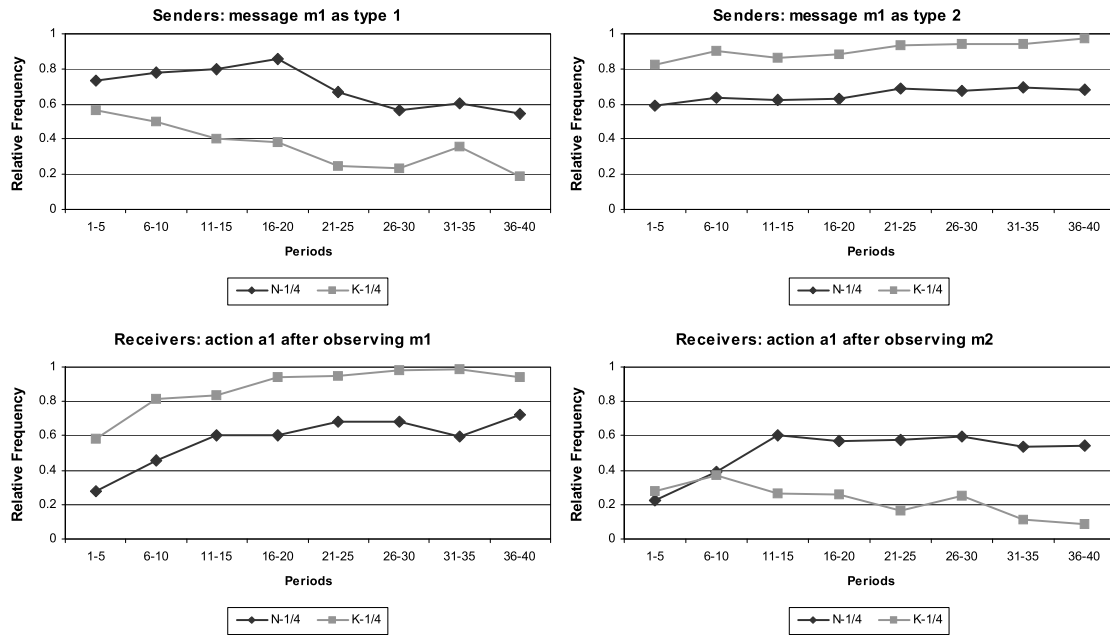 Senders: message m1 as type 1
Relative Frequency
1
0.8
0.6
0.4
0.2
0
1-5 6-10 11-15 16-20 21-25 26-30 31-35 36-40
Periods
N-1/4 K-1/4
Senders: message m1 as type 2
Relative Frequency
1
0.8
0.6
0.4
0.2
0
1-5 6-10 11-15 16-20 21-25 26-30 31-35 36-40
Periods
N-1/4 K-1/4
Receivers: action a1 after observing m1
Relative Frequency
1
0.8
0.6
0.4
0.2
0
1-5 6-10 11-15 16-20 21-25 26-30 31-35 36-40
Periods
N-1/4 K-1/4
Receivers: action a1 after observing m2
Relative Frequency
1
0.8
0.6
0.4
0.2
0
1-5 6-10 11-15 16-20 21-25 26-30 31-35 36-40
Periods
N-1/4 K-1/4